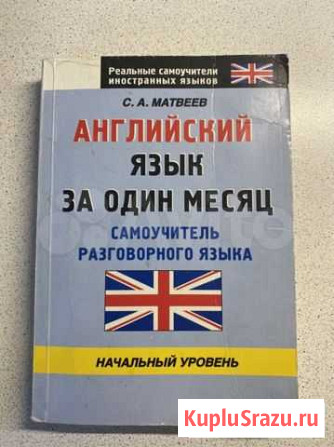 Реальные самоучители
иностранных языков
С. А. МАТВЕЕВ
АНГЛИЙСКИЙ
ЯЗЫК
ЗА ОДИН МЕСЯЦ
САМОУЧИТЕЛЬ
РАЗГОВОРНОГО ЯЗЫКА
НАЧАЛЬНЫЙ УРОВЕНЬ
KupluSrazu.ru